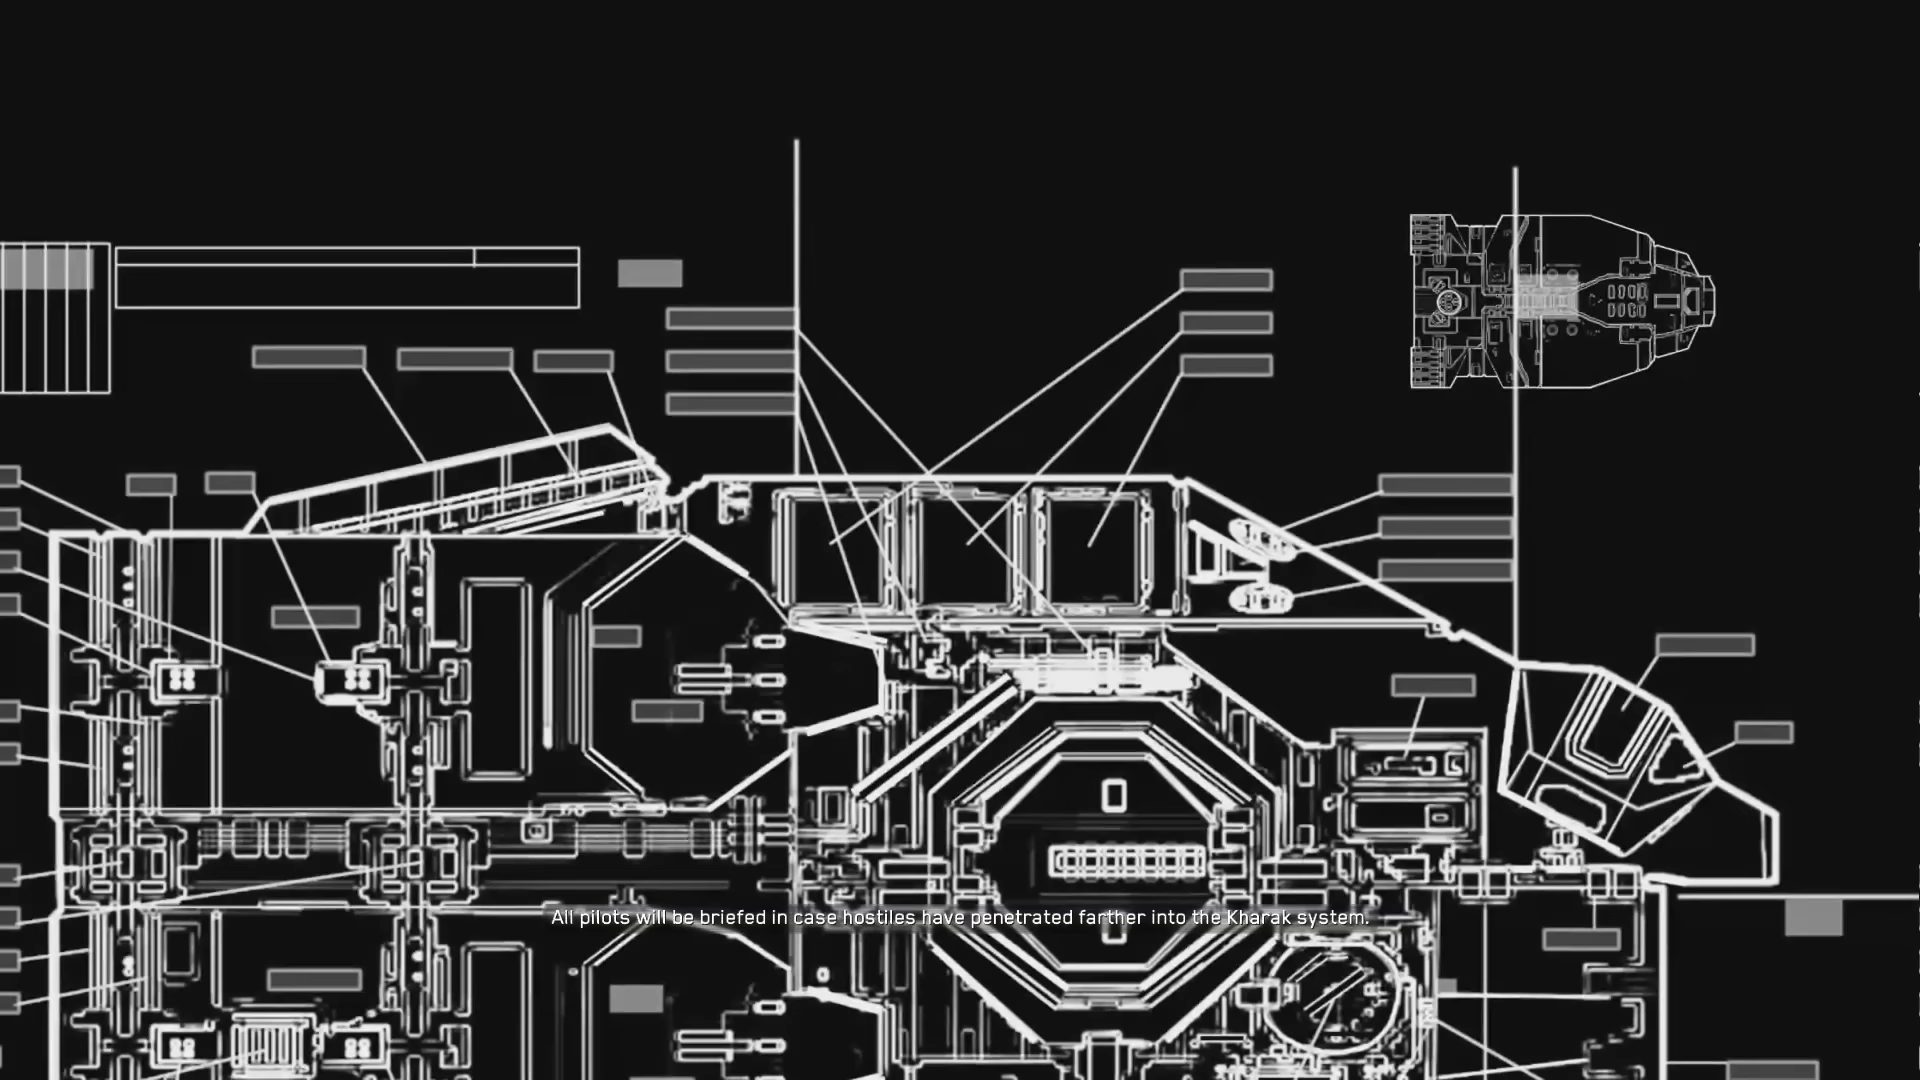 All pilots will be briefed in case hostiles have penetrated farther into the Kharak system.